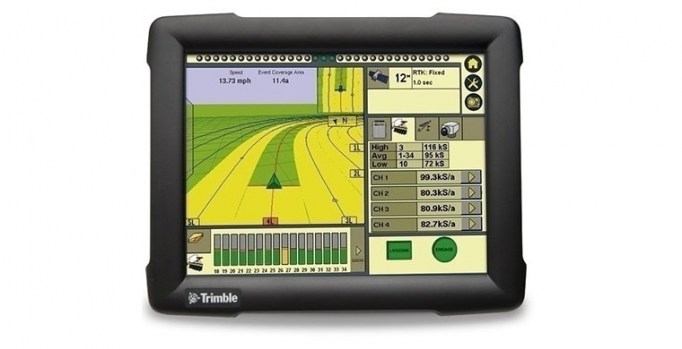 Speed Event Coverage Area
13.73 mph 11.4a
12" RTK: Fixed
1.0 sec
N
High 3 116 kS
Avg 1-34 95 kS
Low 10 72 kS
CH 1 99.3kS/a
CH 2 80.3kS/a
CH 3 80.9kS/a
CH 4 82.7kS/a
3L
2L
1L
5L 4L
18 19 20 21 22 23 24 25 26 27 28 29 30 31 32 33 34
Trimble